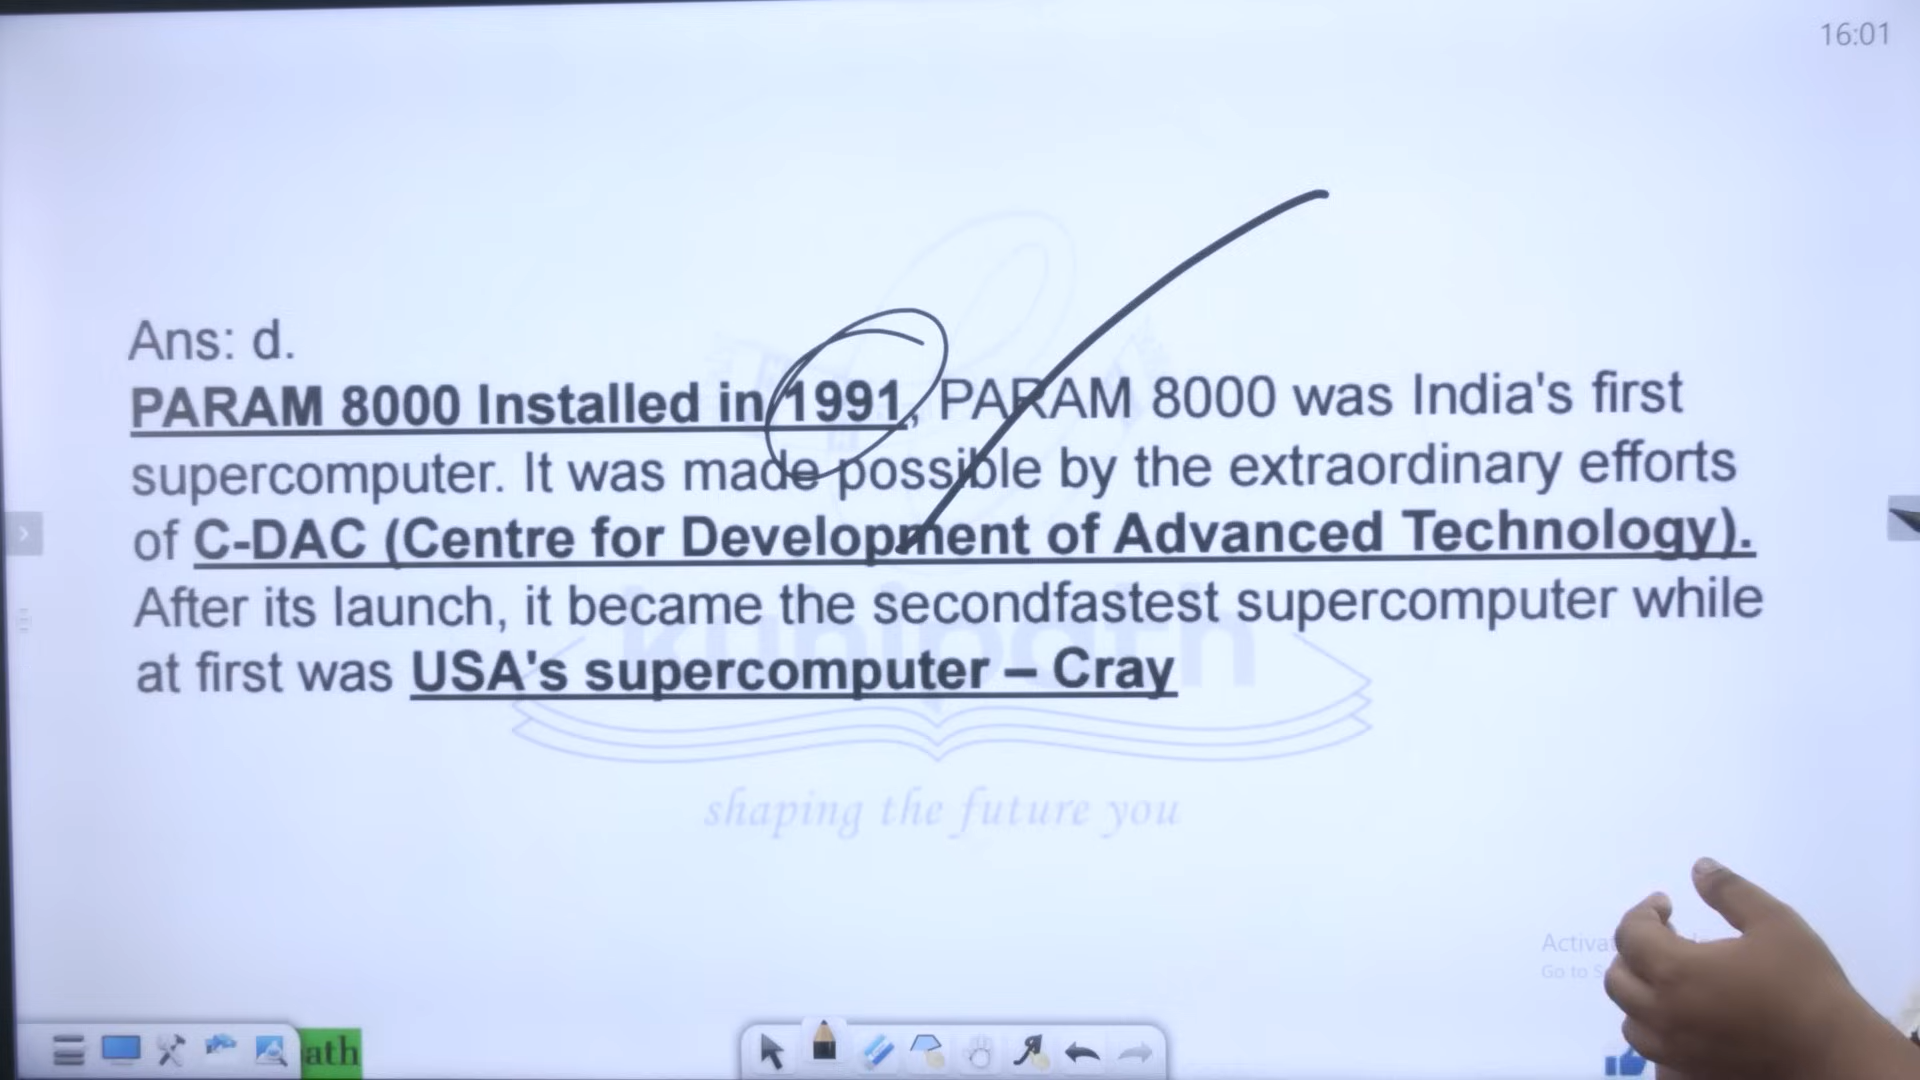 16:01
Ans: d.
PARAM 8000 Installed in 1991, PARAM 8000 was India's first
supercomputer. It was made possible by the extraordinary efforts
of C-DAC (Centre for Development of Advanced Technology).
After its launch, it became the secondfastest supercomputer while
at first was USA's supercomputer – Cray
shaping the future you
Go to
ath